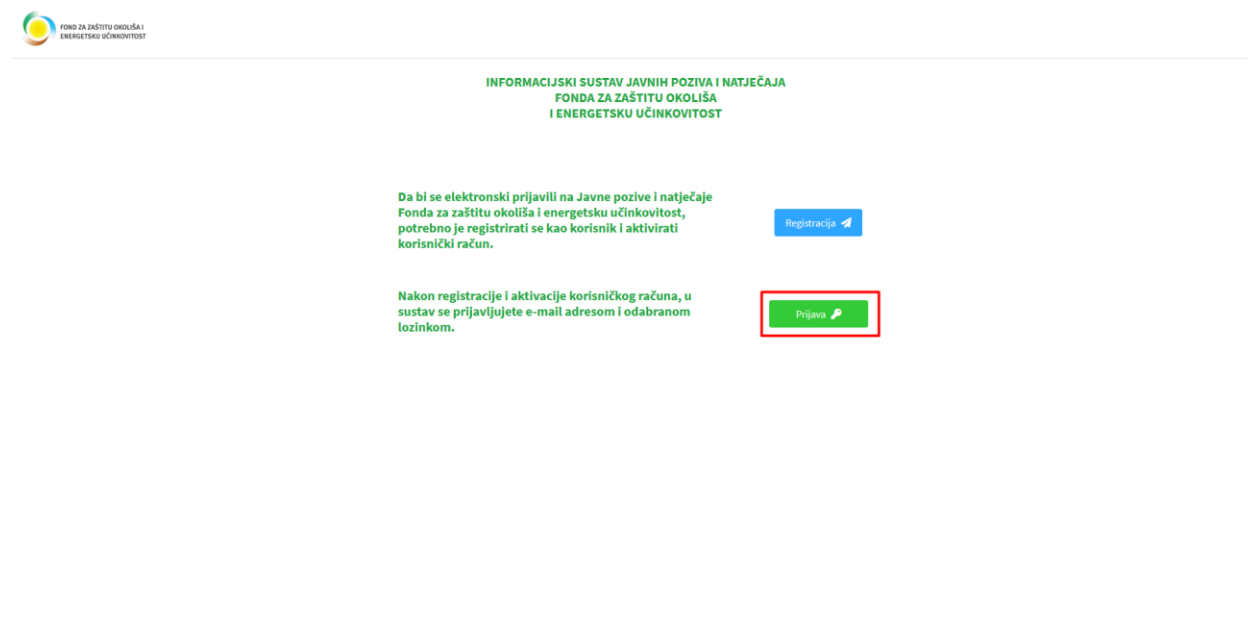 FOND ZA ZAŠTITU OKOLIŠA I
ENERGETSKU UČINKOVITOST
INFORMACIJSKI SUSTAV JAVNIH POZIVA I NATJEČAJA
FONDA ZA ZAŠTITU OKOLIŠA
I ENERGETSKU UČINKOVITOST
Da bi se elektronski prijavili na Javne pozive i natječaje
Fonda za zaštitu okoliša i energetsku učinkovitost,
potrebno je registrirati se kao korisnik i aktivirati
korisnički račun.
Registracija
Nakon registracije i aktivacije korisničkog računa, u
sustav se prijavljujete e-mail adresom i odabranom
lozinkom.
Prijava